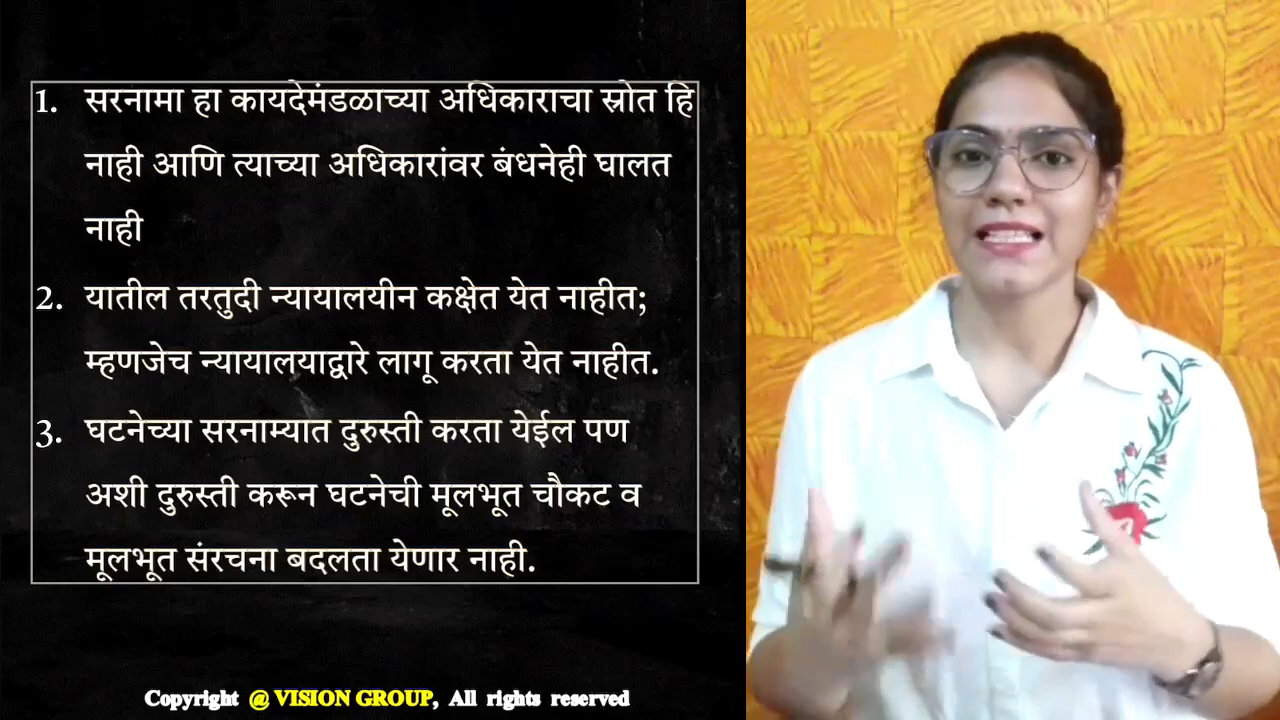 1. सरनामा हा कायदेमंडळाच्या अधिकाराचा स्रोत हि
नाही आणि त्याच्या अधिकारांवर बंधनेही घालत
नाही
2. यातील तरतुदी न्यायालयीन कक्षेत येत नाहीत;
म्हणजेच न्यायालयाद्वारे लागू करता येत नाहीत.
3. घटनेच्या सरनाम्यात दुरुस्ती करता येईल पण
अशी दुरुस्ती करून घटनेची मूलभूत चौकट व
मूलभूत संरचना बदलता येणार नाही.
Copyright @ VISION GROUP, All rights reserved